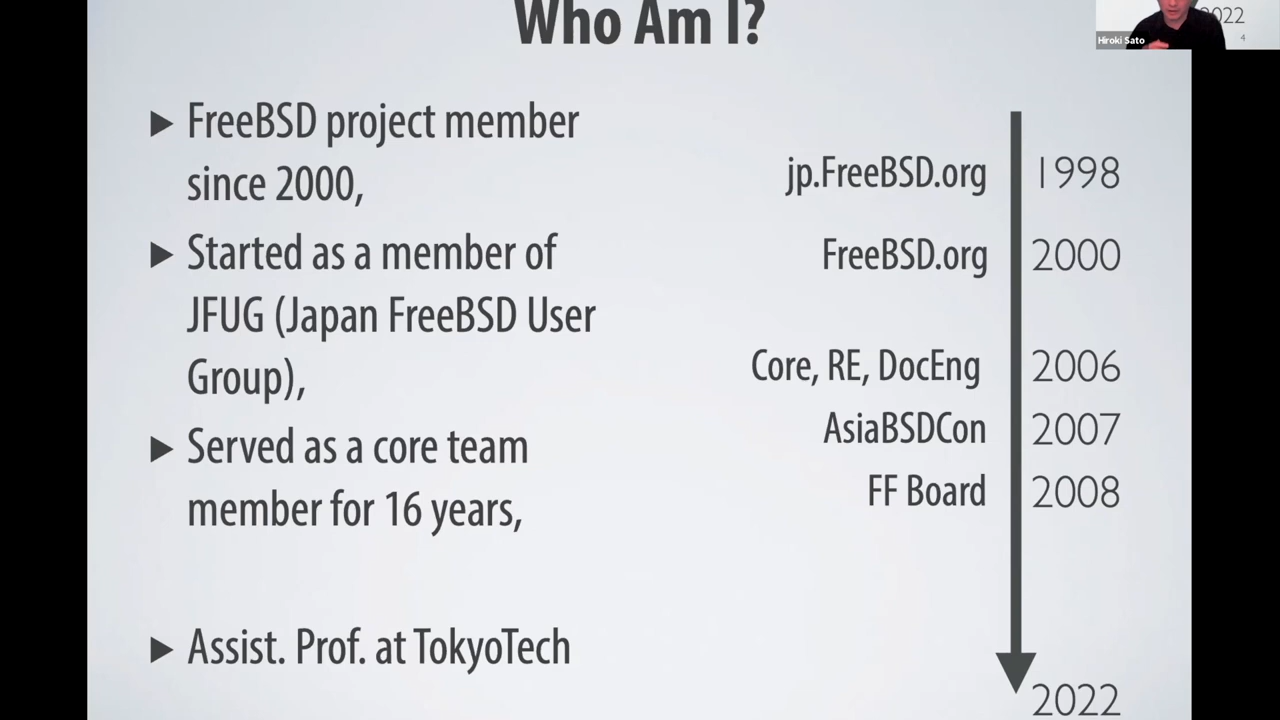 Who Am I?
2022
4
Hiroki Sato
► FreeBSD project member
since 2000,
► Started as a member of
JFUG (Japan FreeBSD User
Group),
► Served as a core team
member for 16 years,
► Assist. Prof. at TokyoTech
jp.FreeBSD.org 1998
FreeBSD.org 2000
Core, RE, DocEng 2006
AsiaBSDCon 2007
FF Board 2008
2022